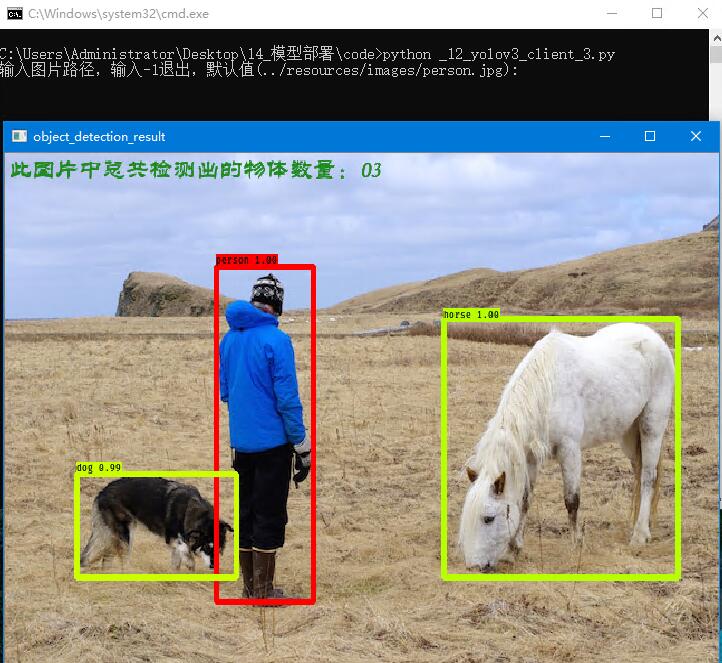 C:\Windows\system32\cmd.exe
C:\Users\Administrator\Desktop\14_模型部署\code>python _12_yolov3_client_3.py
输入图片路径，输入-1退出，默认值(../resources/images/person.jpg):
object_detection_result
此图片中总共检测出的物体数量：03
person 1.00
horse 1.00
dog 0.99